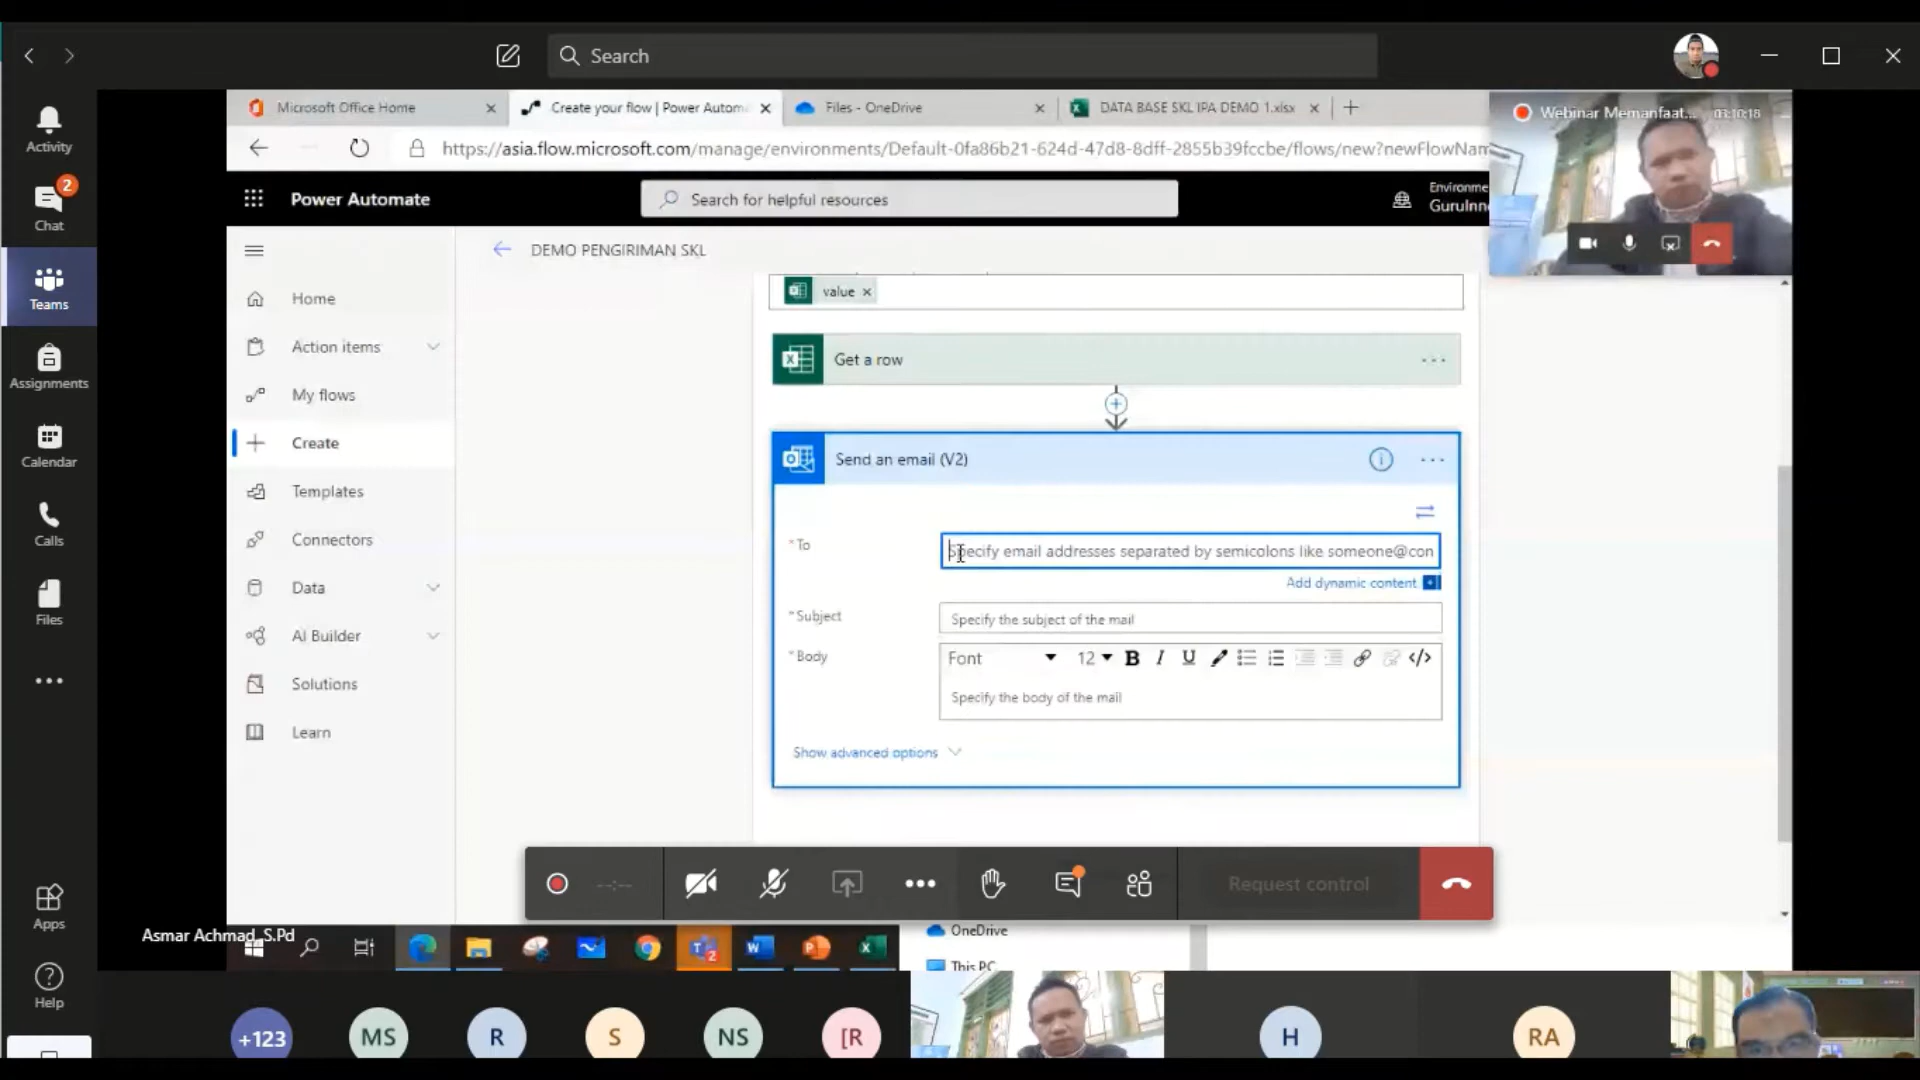 Search
Activity
2
Chat
Teams
Assignments
Calendar
Calls
Files
Apps
Help
Microsoft Office Home
Create your flow | Power Autom
Files - OneDrive
DATA BASE SKL IPA DEMO 1.xlsx
https://asia.flow.microsoft.com/manage/environments/Default-0fa86b21-624d-47d8-8dff-2855b39fccbe/flows/new?newFlowNam
Webinar Memanfaat...
03:10:18
Power Automate
Search for helpful resources
Environme
GuruInn
DEMO PENGIRIMAN SKL
Home
Action items
My flows
Create
Templates
Connectors
Data
AI Builder
Solutions
Learn
value
Get a row
Send an email (V2)
* To
Specify email addresses separated by semicolons like someone@con
Add dynamic content
* Subject
Specify the subject of the mail
* Body
Font
12
B I U
Specify the body of the mail
Show advanced options
--:--
Request control
Asmar Achmad, S.Pd
2
OneDrive
This PC
+123
MS
R
S
NS
[R
H
RA